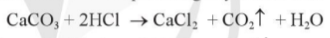 CaCO₃ + 2HCl → CaCl₂ + CO₂↑ + H₂O